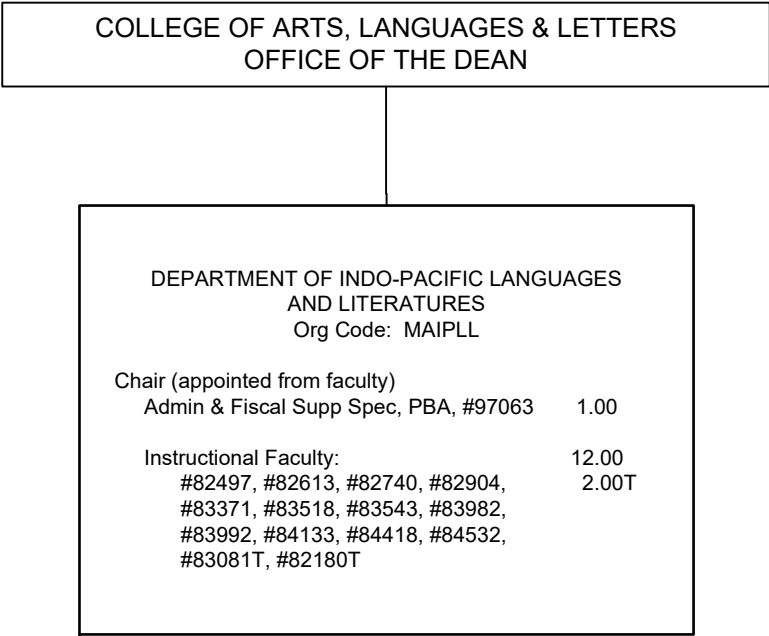 COLLEGE OF ARTS, LANGUAGES & LETTERS
OFFICE OF THE DEAN
DEPARTMENT OF INDO-PACIFIC LANGUAGES
AND LITERATURES
Org Code: MAIPLL
Chair (appointed from faculty)
Admin & Fiscal Supp Spec, PBA, #97063 1.00
Instructional Faculty: 12.00
#82497, #82613, #82740, #82904, 2.00T
#83371, #83518, #83543, #83982,
#83992, #84133, #84418, #84532,
#83081T, #82180T